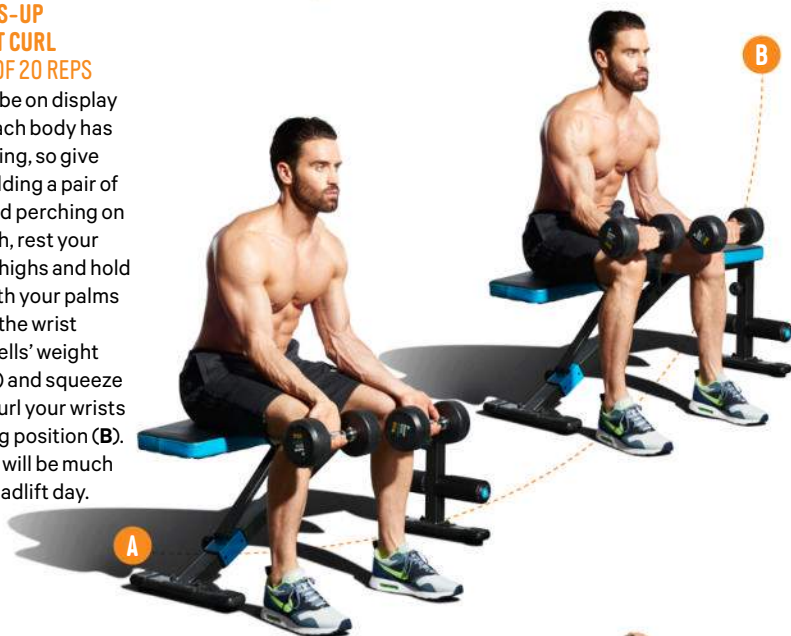 S-UP
T CURL
OF 20 REPS
be on display
ach body has
ing, so give
lding a pair of
d perching on
h, rest your
highs and hold
th your palms
the wrist
ells’ weight
) and squeeze
url your wrists
g position (B).
will be much
adlift day.
A
B